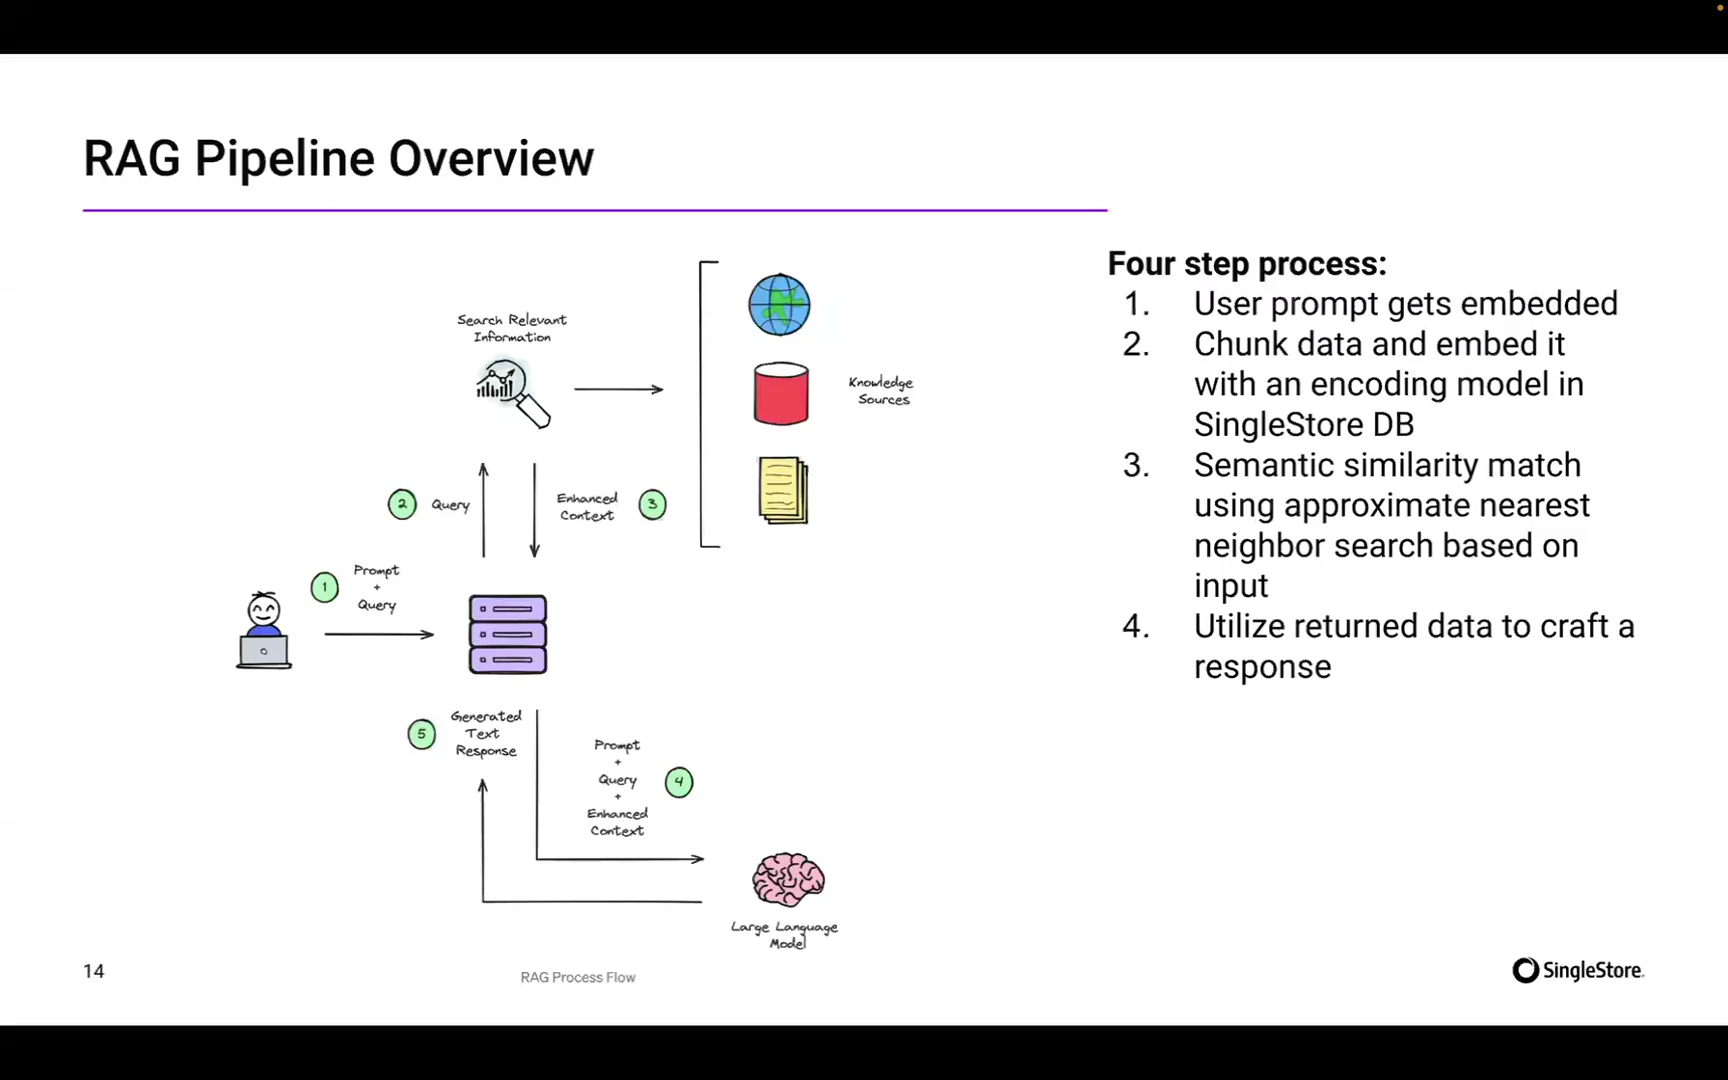 RAG Pipeline Overview
Search Relevant
Information
Knowledge
Sources
2
Query
Enhanced
Context
3
1
Prompt
+
Query
5
Generated
Text
Response
Prompt
+
Query
+
Enhanced
Context
4
Large Language
Model
Four step process:
1. User prompt gets embedded
2. Chunk data and embed it
with an encoding model in
SingleStore DB
3. Semantic similarity match
using approximate nearest
neighbor search based on
input
4. Utilize returned data to craft a
response
14
RAG Process Flow
SingleStore